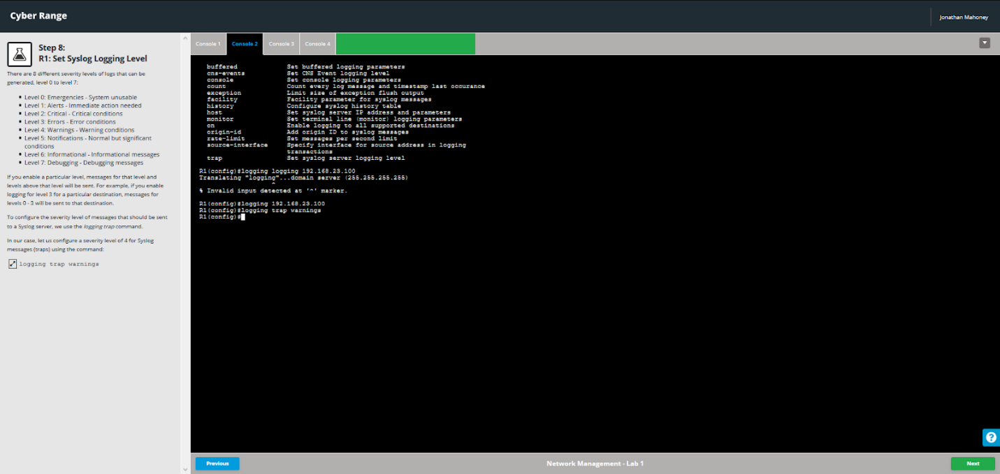 Cyber Range
Jonathan Mahoney
Step 8:
R1: Set Syslog Logging Level
There are 8 different severity levels of logs that can be
generated, level 0 to level 7:
Level 0: Emergencies - System unusable
Level 1: Alerts - Immediate action needed
Level 2: Critical - Critical conditions
Level 3: Errors - Error conditions
Level 4: Warnings - Warning conditions
Level 5: Notifications - Normal but significant
conditions
Level 6: Informational - Informational messages
Level 7: Debugging - Debugging messages
If you enable a particular level, messages for that level and
levels above that level will be sent. For example, if you enable
logging for level 3 for a particular destination, messages for
levels 0 - 3 will be sent to that destination.
To configure the severity level of messages that should be sent
to a Syslog server, we use the logging trap command.
In our case, let us configure a severity level of 4 for Syslog
messages (traps) using the command:
logging trap warnings
Console 1 Console 2 Console 3 Console 4
buffered Set buffered logging parameters
cns-events Set CNS Event logging level
console Set console logging parameters
count Count every log message and timestamp last occurance
exception Limit size of exception flush output
facility Facility parameter for syslog messages
history Configure syslog history table
host Set syslog server IP address and parameters
monitor Set terminal line (monitor) logging parameters
on Enable logging to all supported destinations
origin-id Add origin ID to syslog messages
rate-limit Set messages per second limit
source-interface Specify interface for source address in logging
transactions
trap Set syslog server logging level
R1(config)#logging logging 192.168.23.100
Translating "logging"...domain server (255.255.255.255)
^
% Invalid input detected at '^' marker.
R1(config)#logging 192.168.23.100
R1(config)#logging trap warnings
R1(config)#
?
Previous
Network Management - Lab 1
Next